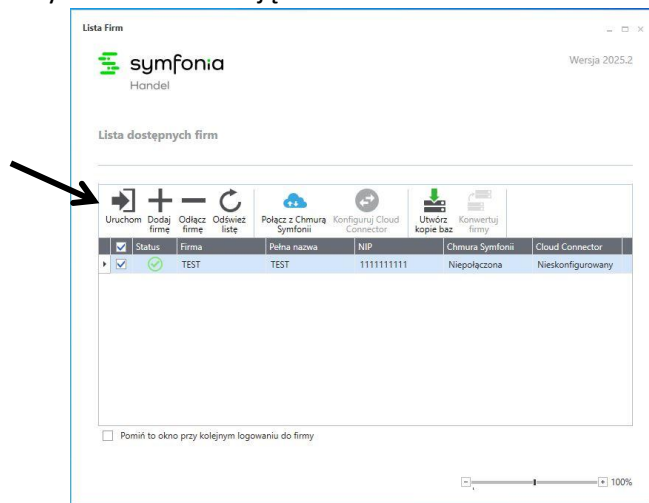 Lista Firm
symfonia
Handel
Wersja 2025.2
Lista dostępnych firm
Uruchom Dodaj firmę Odłącz firmę Odśwież listę Połącz z Chmurą Symfonii Konfiguruj Cloud Connector Utwórz kopie baz Konwertuj firmy
Status Firma Pełna nazwa NIP Chmura Symfonii Cloud Connector
TEST TEST 1111111111 Niepołączona Nieskonfigurowany
Pomiń to okno przy kolejnym logowaniu do firmy
100%